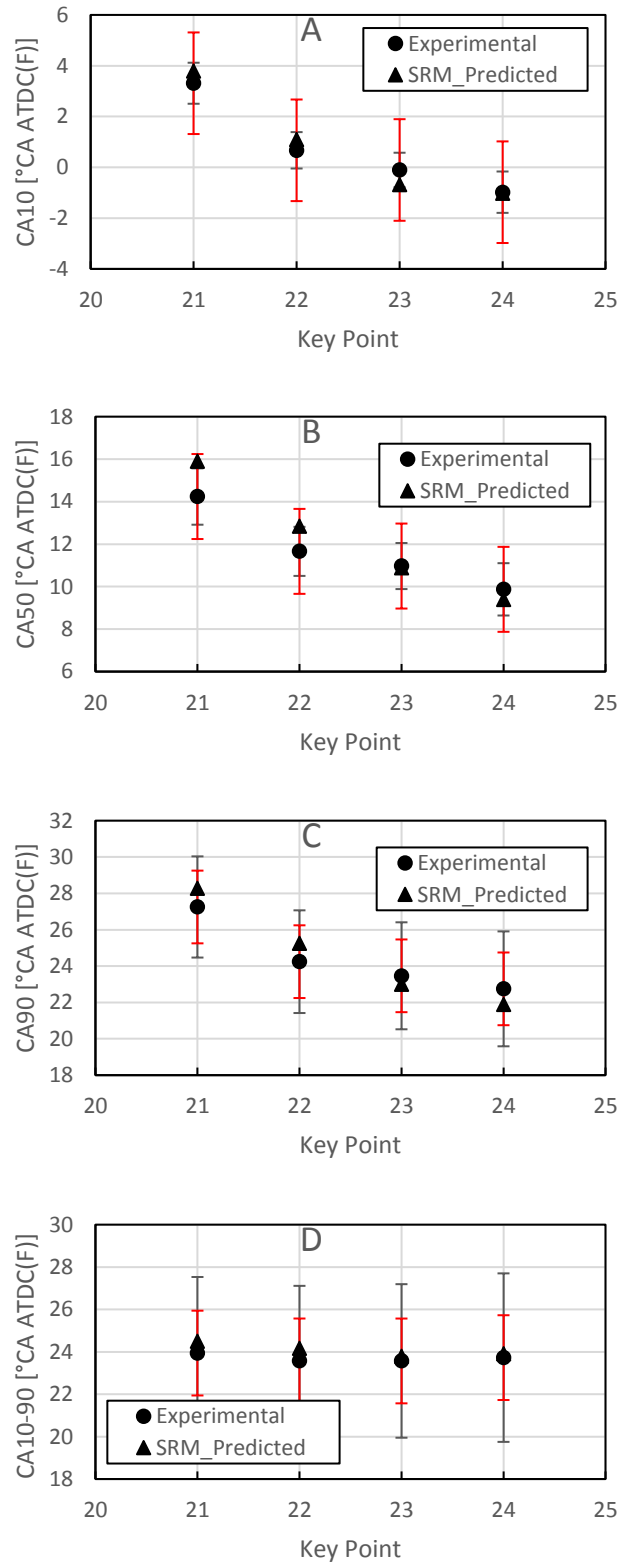 A
Experimental
SRM_Predicted
CA10 [°CA ATDC(F)]
6
4
2
0
-2
-4
20 21 22 23 24 25
Key Point
B
Experimental
SRM_Predicted
CA50 [°CA ATDC(F)]
18
16
14
12
10
8
6
20 21 22 23 24 25
Key Point
C
Experimental
SRM_Predicted
CA90 [°CA ATDC(F)]
32
30
28
26
24
22
20
18
20 21 22 23 24 25
Key Point
D
CA10-90 [°CA ATDC(F)]
30
28
26
24
22
20
18
Experimental
SRM_Predicted
20 21 22 23 24 25
Key Point